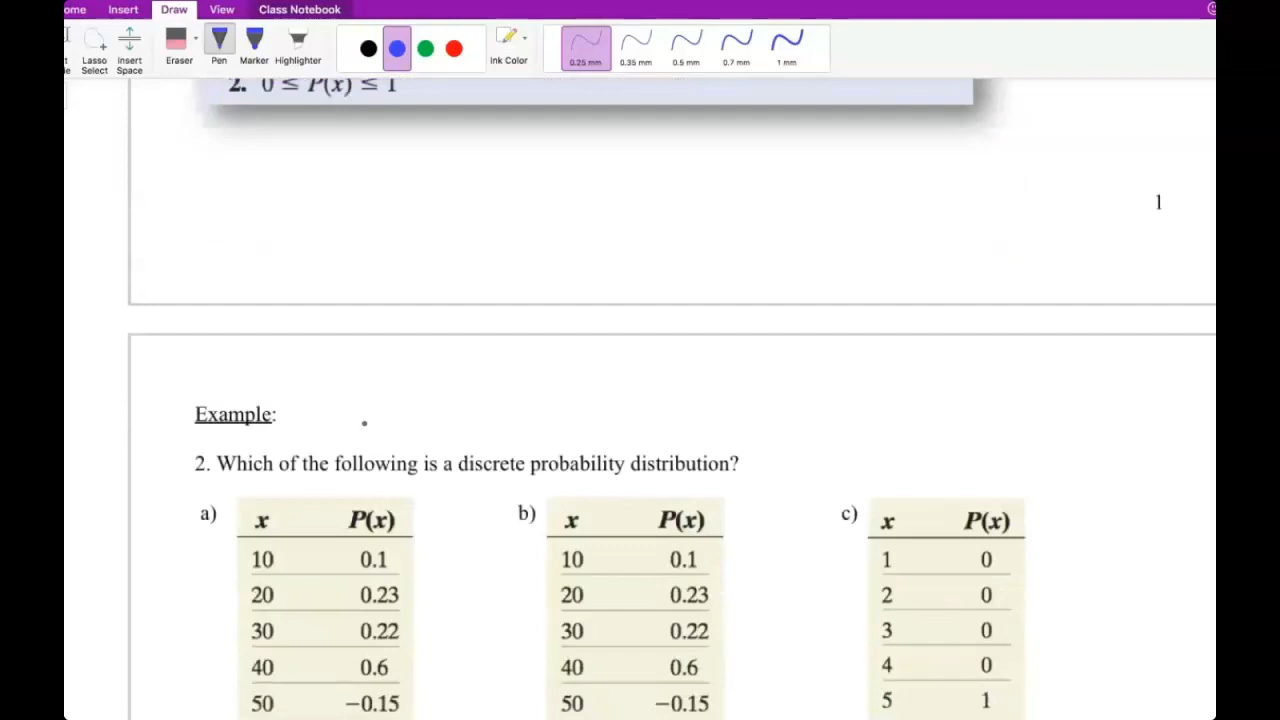 ome Insert Draw View Class Notebook
Lasso Select Insert Space Eraser Pen Marker Highlighter Ink Color 0.25 mm 0.35 mm 0.5 mm 0.7 mm 1 mm
2. 0 ≤ P(x) ≤ 1
1
Example:
2. Which of the following is a discrete probability distribution?
a) x P(x) b) x P(x) c) x P(x)
10 0.1 10 0.1 1 0
20 0.23 20 0.23 2 0
30 0.22 30 0.22 3 0
40 0.6 40 0.6 4 0
50 −0.15 50 −0.15 5 1